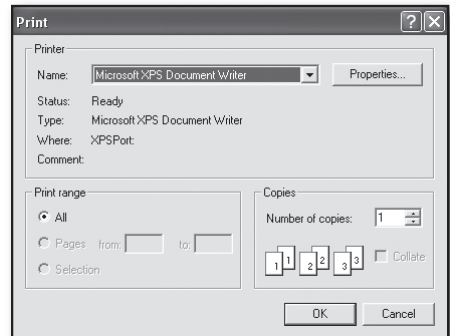 Print
Printer
Name: Microsoft XPS Document Writer Properties...
Status: Ready
Type: Microsoft XPS Document Writer
Where: XPSPort:
Comment:
Print range
All
Pages from: to:
Selection
Copies
Number of copies: 1
1 1 2 2 3 3 Collate
OK Cancel